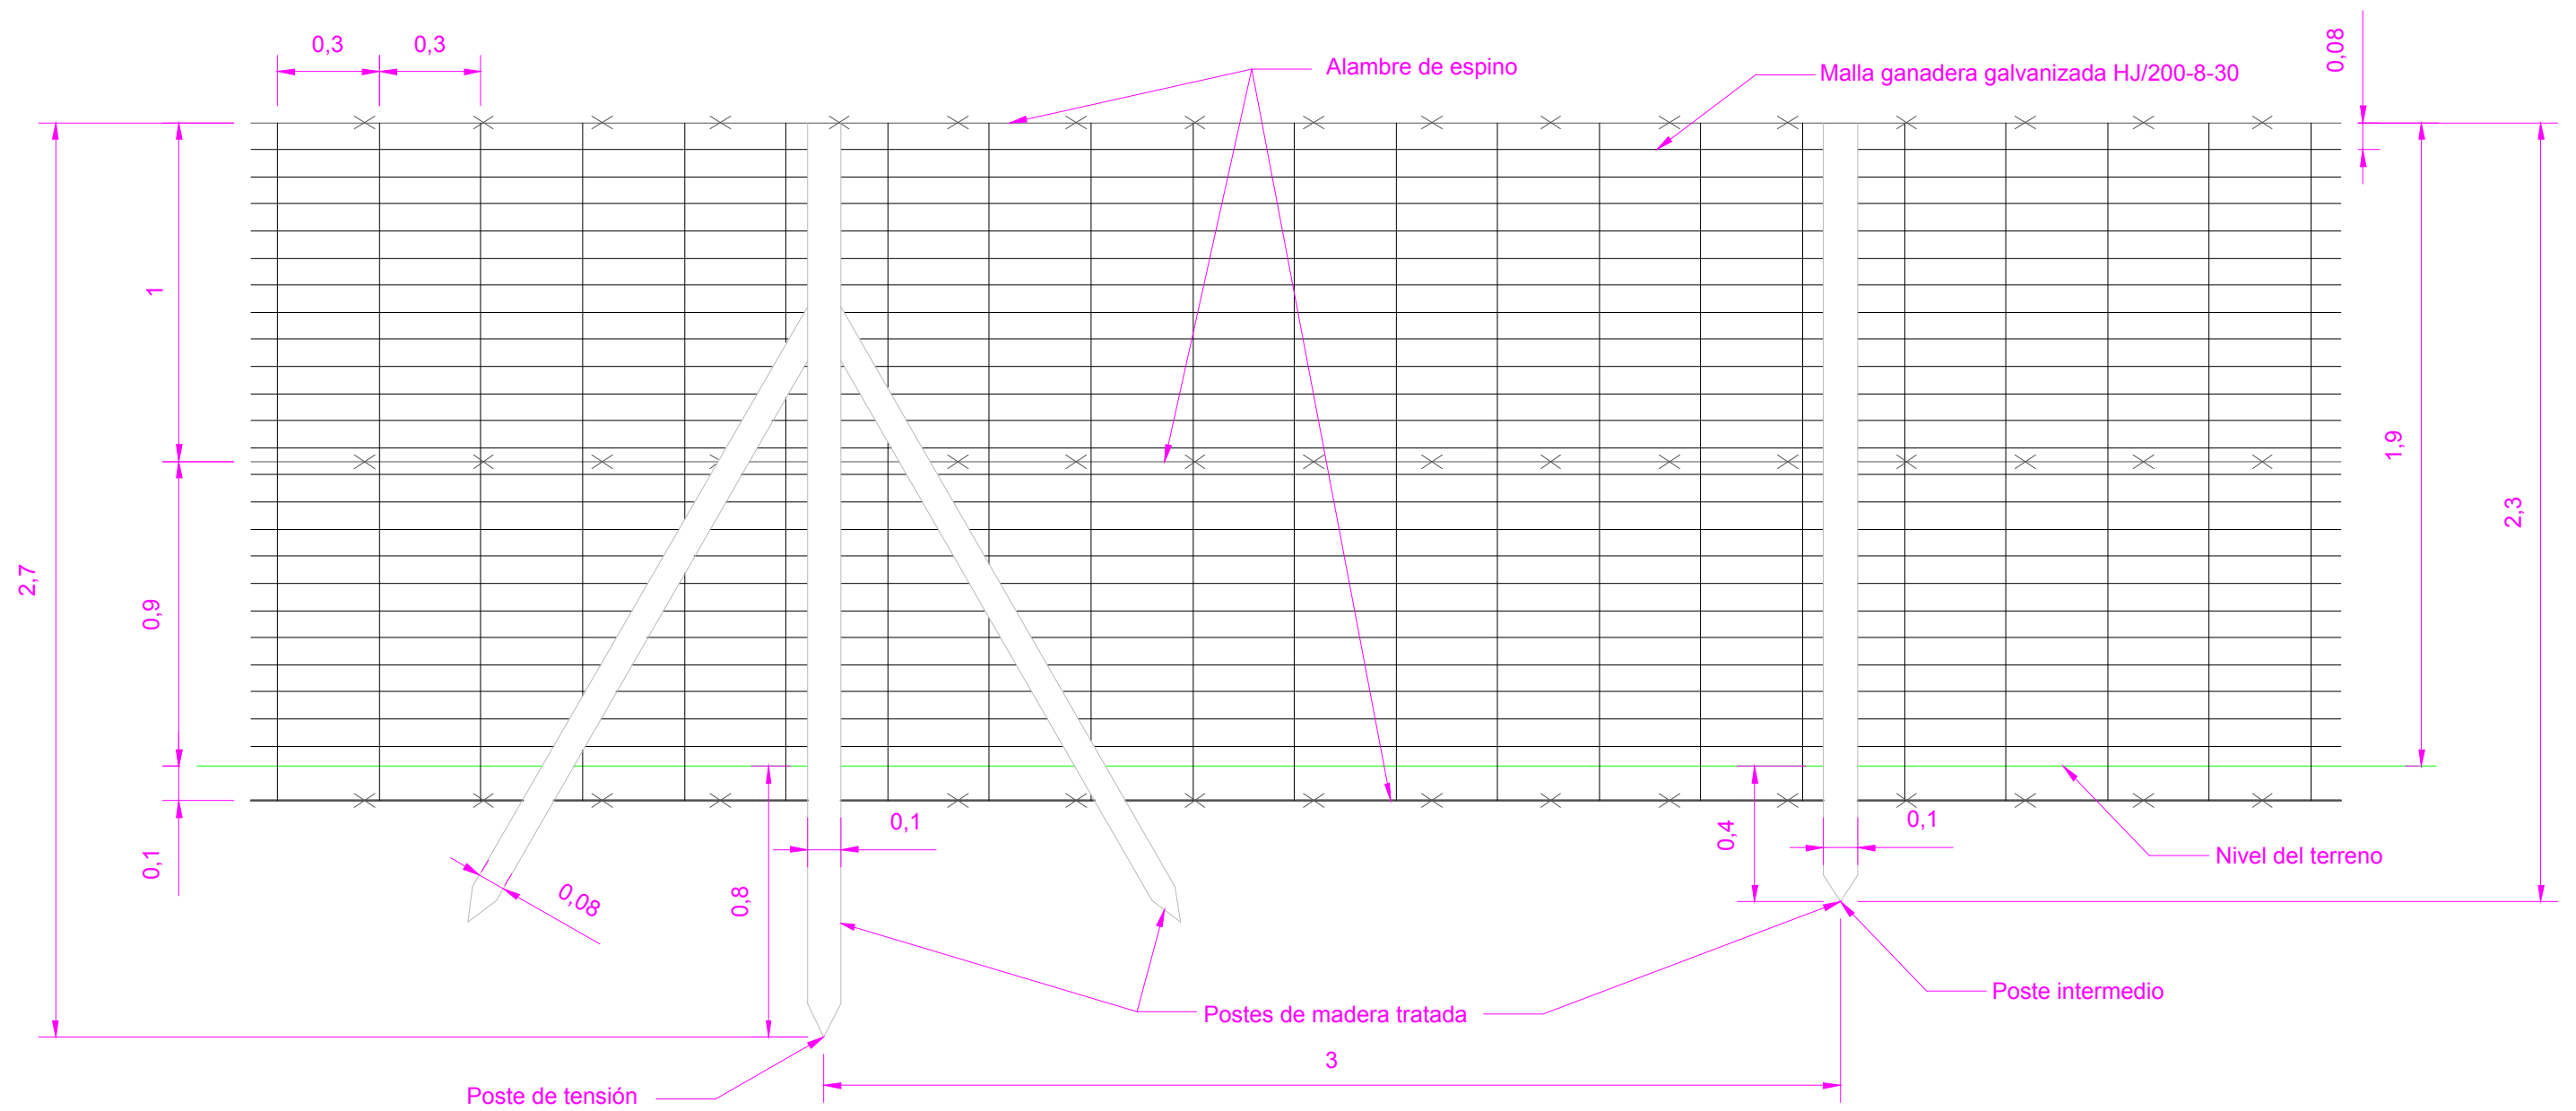 0,3
0,3
Alambre de espino
Malla ganadera galvanizada HJ/200-8-30
0,08
1
1,9
2,3
2,7
0,9
0,1
0,08
0,8
0,1
0,4
0,1
Nivel del terreno
Poste intermedio
Postes de madera tratada
3
Poste de tensión